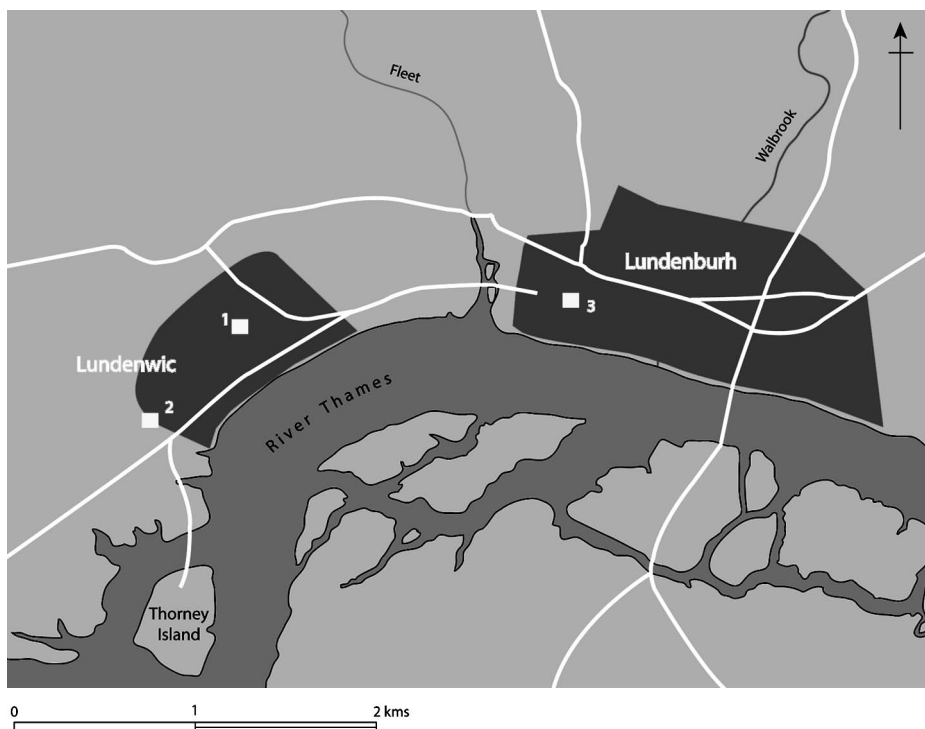 Fleet
Walbrook
Lundenburh
3
1
Lundenwic
2
River Thames
Thorney
Island
0 1 2 kms